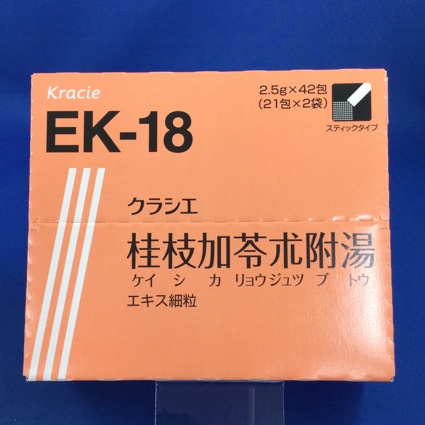 Kracie
2.5g×42包
(21包×2袋)
スティックタイプ
EK-18
クラシエ
桂枝加苓朮附湯
ケイ シ カ リョウ ジュツ ブ トウ
エキス細粒